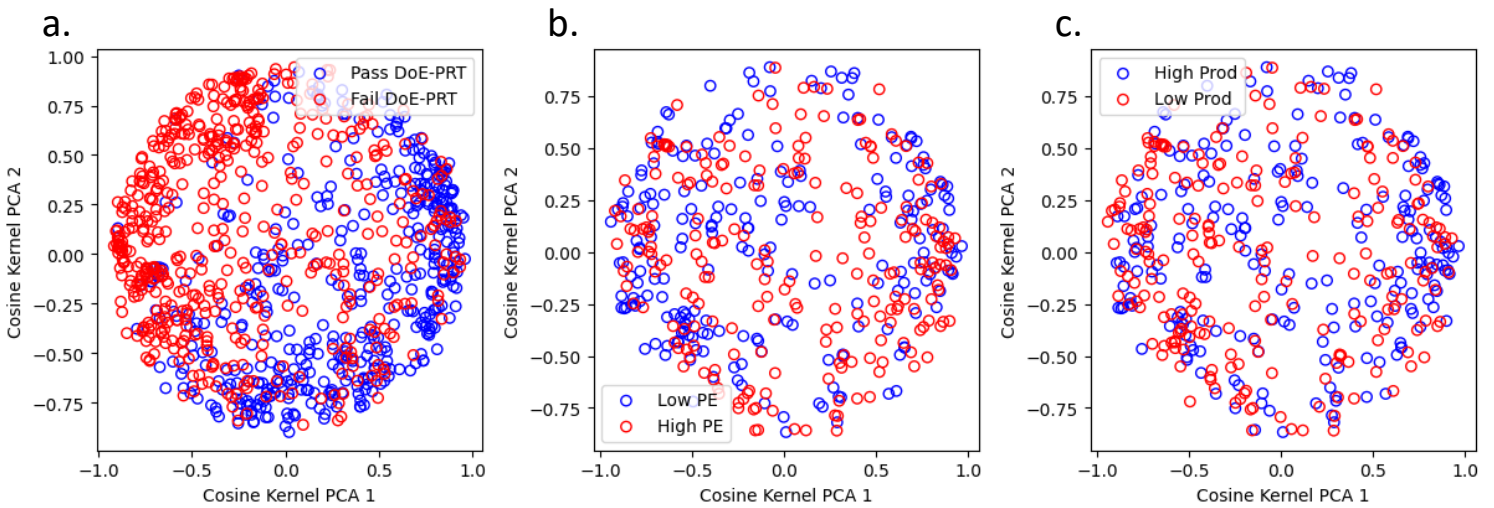 a.
1.00
0.75
0.50
0.25
0.00
−0.25
−0.50
−0.75
Cosine Kernel PCA 2
Pass DoE-PRT
Fail DoE-PRT
−1.0 −0.5 0.0 0.5 1.0
Cosine Kernel PCA 1
b.
0.75
0.50
0.25
0.00
−0.25
−0.50
−0.75
Cosine Kernel PCA 2
Low PE
High PE
−1.0 −0.5 0.0 0.5 1.0
Cosine Kernel PCA 1
c.
0.75
0.50
0.25
0.00
−0.25
−0.50
−0.75
Cosine Kernel PCA 2
High Prod
Low Prod
−1.0 −0.5 0.0 0.5 1.0
Cosine Kernel PCA 1